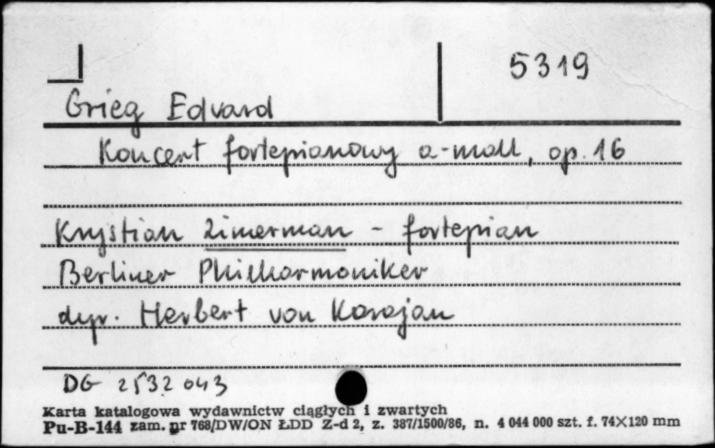 5319
Grieg Edvard
Koncert fortepianowy a-moll, op. 16
Krystian Zimerman - fortepian
Berliner Philharmoniker
dyr. Herbert von Karajan
DG 2532 043
Karta katalogowa wydawnictw ciągłych i zwartych
Pu-B-144 zam. nr 768/DW/ON ŁDD Z-d 2, z. 387/1500/86, n. 4 044 000 szt. f. 74×120 mm